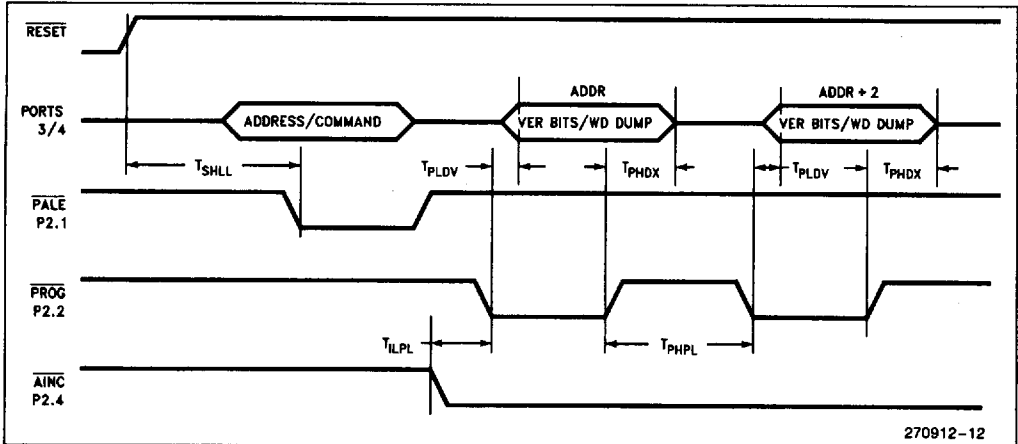 RESET
PORTS
3/4
ADDRESS/COMMAND
ADDR
VER BITS/WD DUMP
ADDR + 2
VER BITS/WD DUMP
TSHLL
TPLDV
TPHDX
TPLDV
TPHDX
PALE
P2.1
PROG
P2.2
TILPL
TPHPL
AINC
P2.4
270912-12